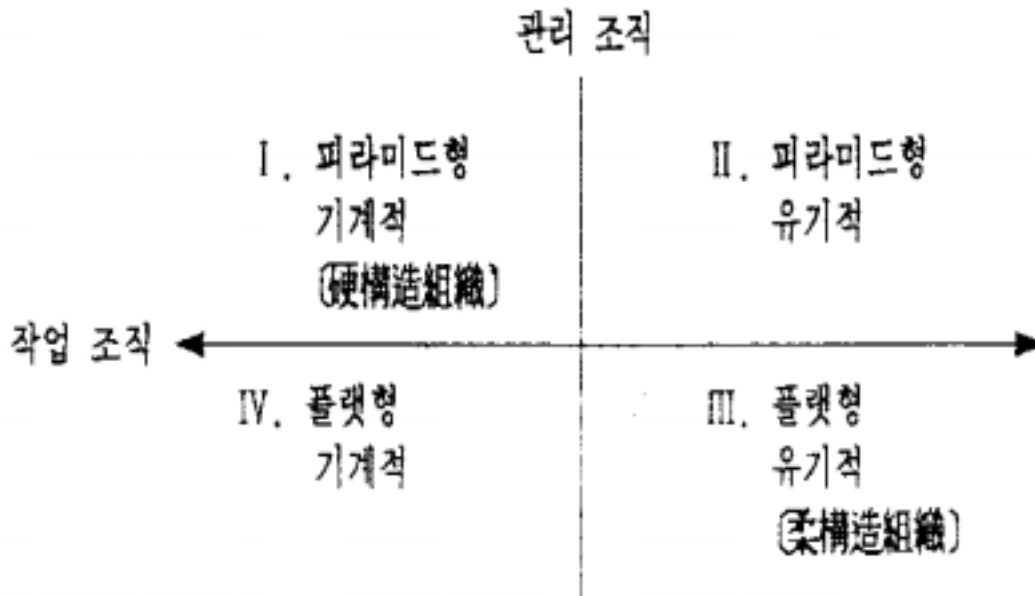 관리 조직
I. 피라미드형
기계적
(硬構造組織)
II. 피라미드형
유기적
작업 조직
IV. 플랫형
기계적
III. 플랫형
유기적
(柔構造組織)